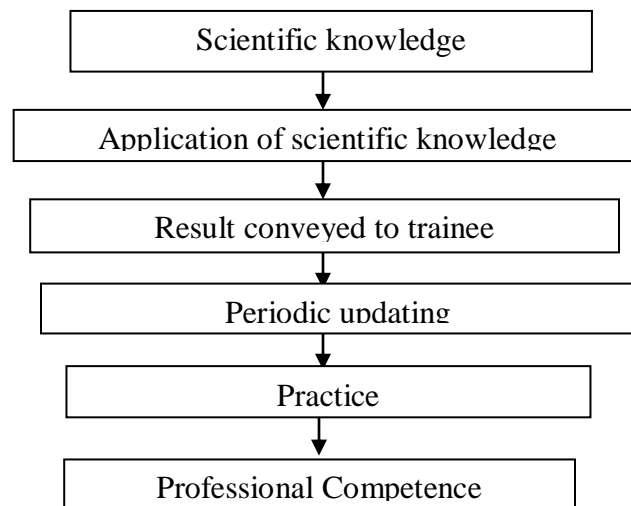 Scientific knowledge
Application of scientific knowledge
Result conveyed to trainee
Periodic updating
Practice
Professional Competence